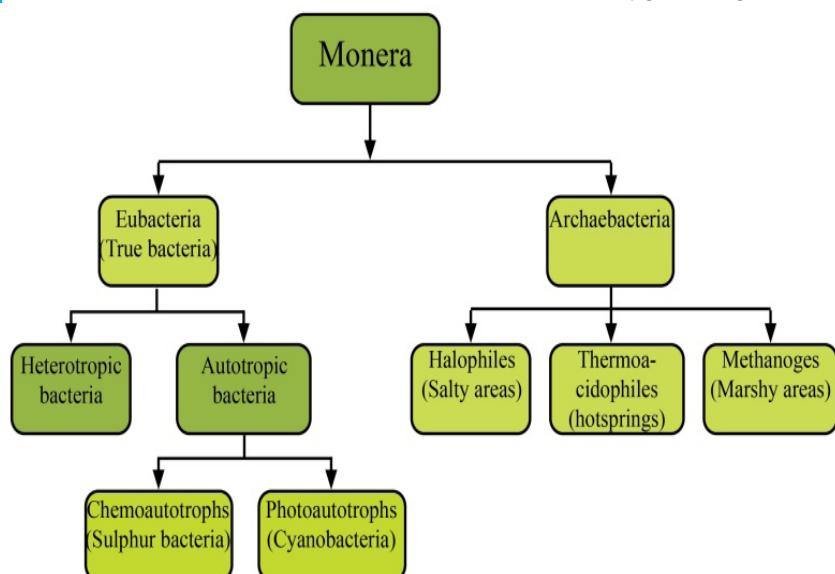 Monera
Eubacteria
(True bacteria)
Archaebacteria
Heterotropic
bacteria
Autotropic
bacteria
Halophiles
(Salty areas)
Thermoa-
cidophiles
(hotsprings)
Methanoges
(Marshy areas)
Chemoautotrophs
(Sulphur bacteria)
Photoautotrophs
(Cyanobacteria)